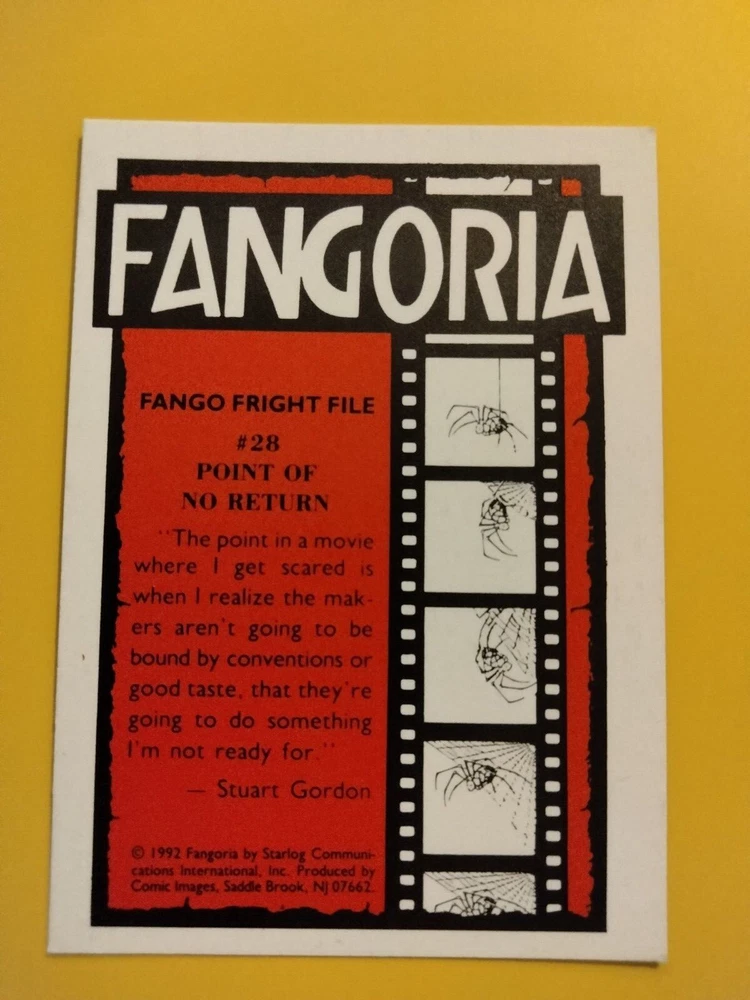 FANGORIA
FANGO FRIGHT FILE
#28
POINT OF
NO RETURN
"The point in a movie
where I get scared is
when I realize the mak-
ers aren't going to be
bound by conventions or
good taste, that they're
going to do something
I'm not ready for."
— Stuart Gordon
© 1992 Fangoria by Starlog Communi-
cations International, Inc. Produced by
Comic Images, Saddle Brook, NJ 07662.